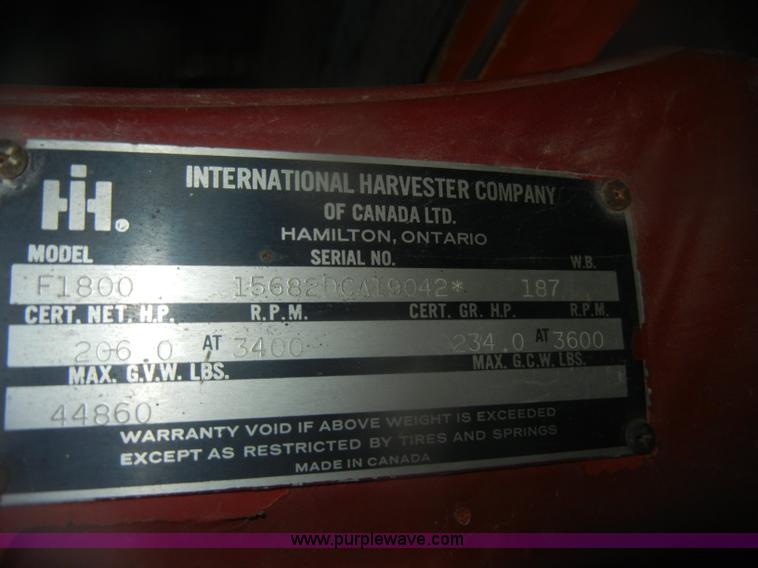 IH.
INTERNATIONAL HARVESTER COMPANY
OF CANADA LTD.
HAMILTON, ONTARIO
MODEL SERIAL NO. W.B.
F1800 15682DCA19042* 187
CERT. NET. H.P. R.P.M. CERT. GR. H.P. R.P.M.
206.0 AT 3400 234.0 AT 3600
MAX. G.V.W. LBS. MAX. G.C.W. LBS.
44860
WARRANTY VOID IF ABOVE WEIGHT IS EXCEEDED
EXCEPT AS RESTRICTED BY TIRES AND SPRINGS
MADE IN CANADA
www.purplewave.com